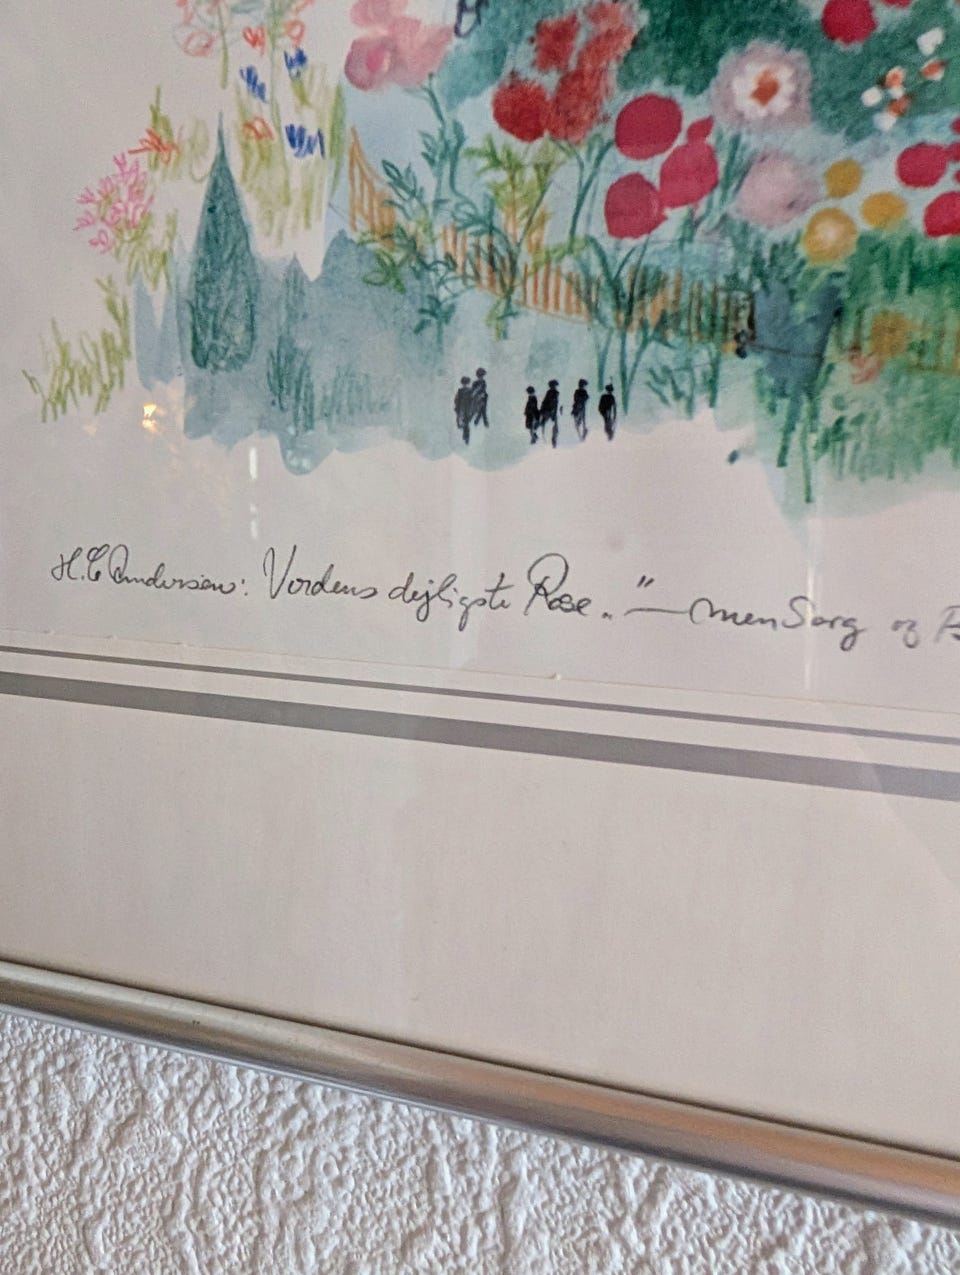 H.C Andersen: Verdens dejligste Rose.." — men Sorg og